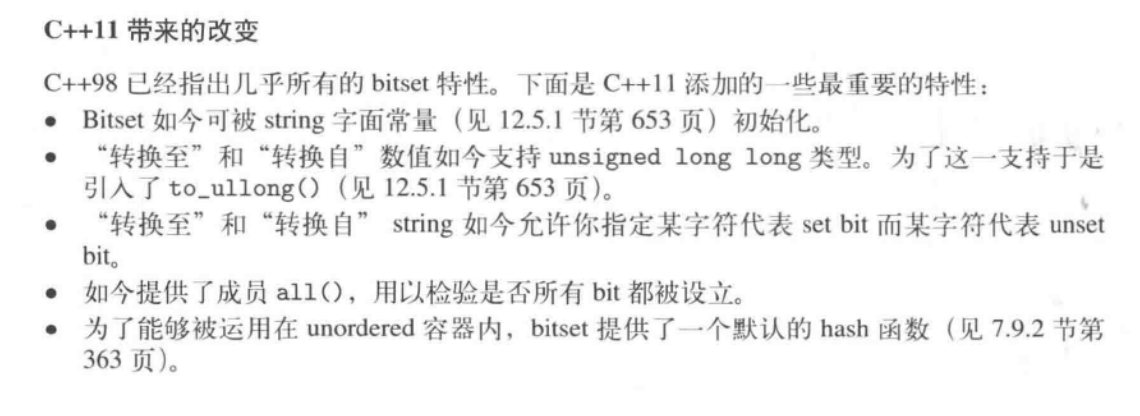 C++11 带来的改变
C++98 已经指出几乎所有的 bitset 特性。下面是 C++11 添加的一些最重要的特性：
• Bitset 如今可被 string 字面常量（见 12.5.1 节第 653 页）初始化。
• “转换至”和“转换自”数值如今支持 unsigned long long 类型。为了这一支持于是
引入了 to_ullong()（见 12.5.1 节第 653 页）。
• “转换至”和“转换自” string 如今允许你指定某字符代表 set bit 而某字符代表 unset
bit。
• 如今提供了成员 all()，用以检验是否所有 bit 都被设立。
• 为了能够被运用在 unordered 容器内，bitset 提供了一个默认的 hash 函数（见 7.9.2 节第
363 页）。